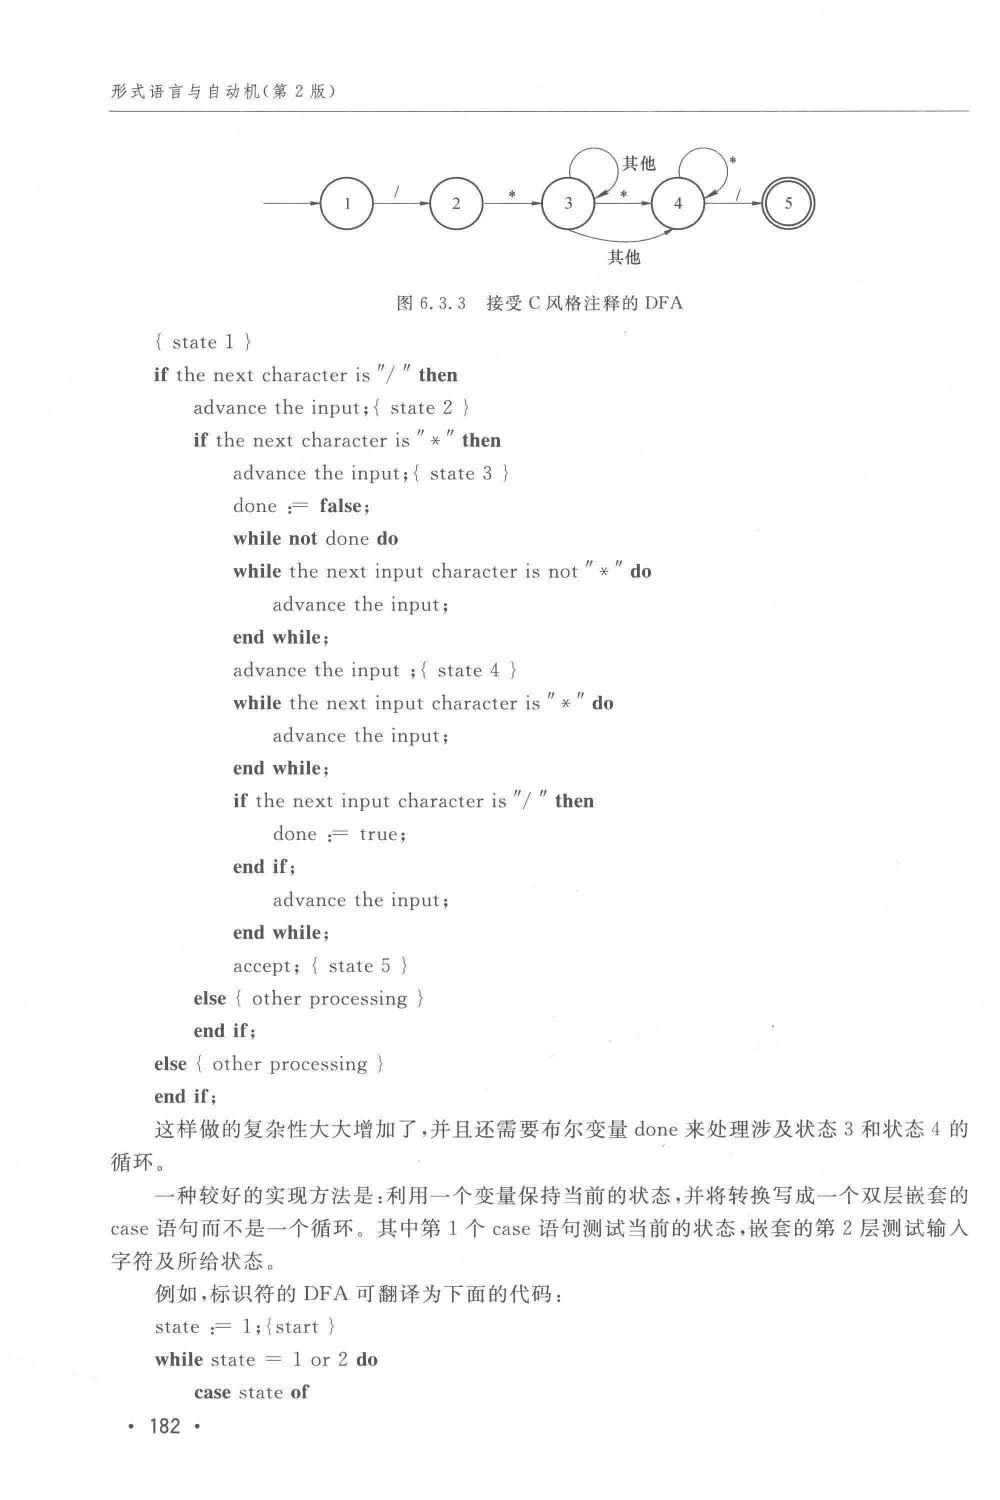 形式语言与自动机(第2版)
其他 *
1 / 2 * 3 * 4 / 5
其他
图 6.3.3 接受 C 风格注释的 DFA
{ state 1 }
if the next character is "/ " then
advance the input;{ state 2 }
if the next character is " * " then
advance the input;{ state 3 }
done := false;
while not done do
while the next input character is not " * " do
advance the input;
end while;
advance the input ;{ state 4 }
while the next input character is " * " do
advance the input;
end while;
if the next input character is "/ " then
done := true;
end if;
advance the input;
end while;
accept; { state 5 }
else { other processing }
end if;
else { other processing }
end if;
这样做的复杂性大大增加了,并且还需要布尔变量 done 来处理涉及状态 3 和状态 4 的
循环。
一种较好的实现方法是:利用一个变量保持当前的状态,并将转换写成一个双层嵌套的
case 语句而不是一个循环。其中第 1 个 case 语句测试当前的状态,嵌套的第 2 层测试输入
字符及所给状态。
例如,标识符的 DFA 可翻译为下面的代码:
state := 1;{start }
while state = 1 or 2 do
case state of
· 182 ·